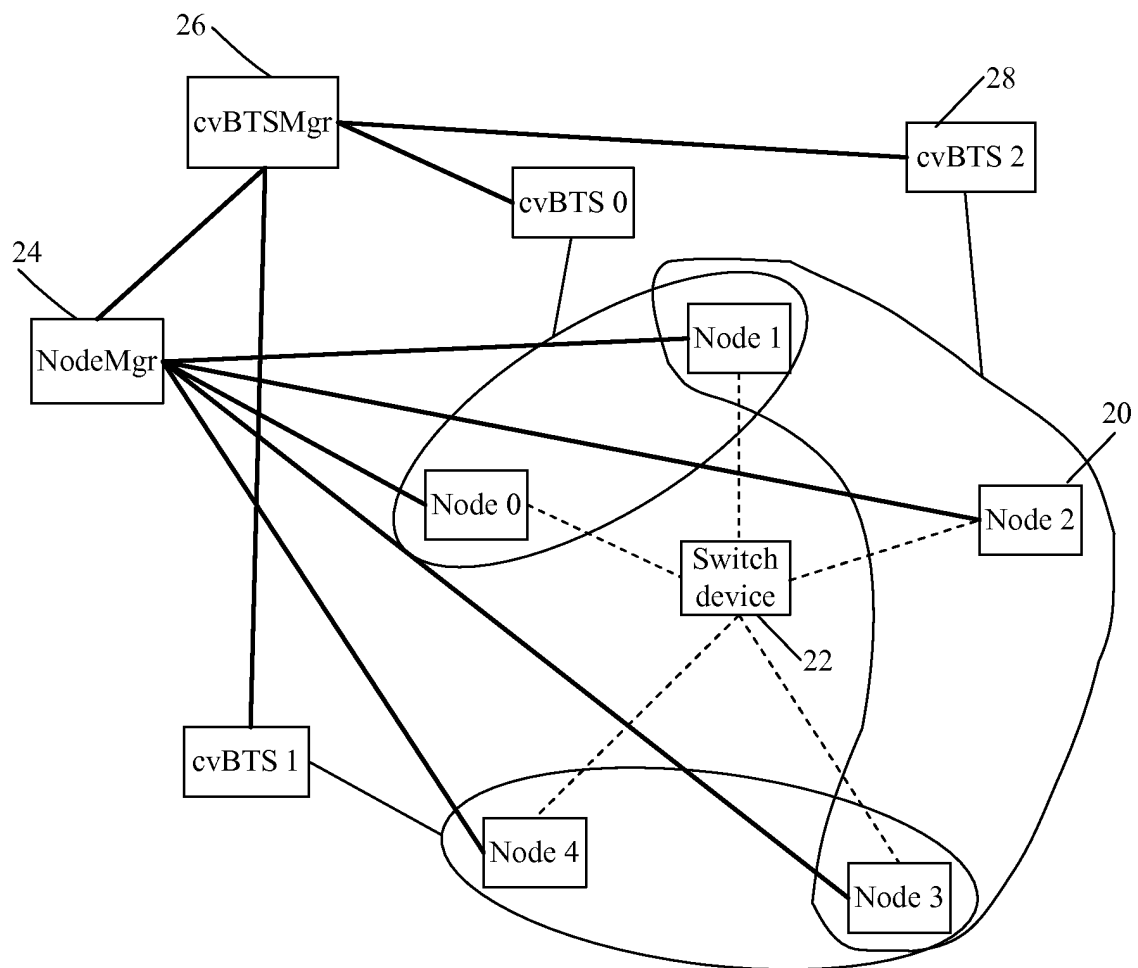 26
cvBTSMgr
28
cvBTS 2
cvBTS 0
24
NodeMgr
Node 1
20
Node 0
Node 2
Switch
device
22
cvBTS 1
Node 4
Node 3